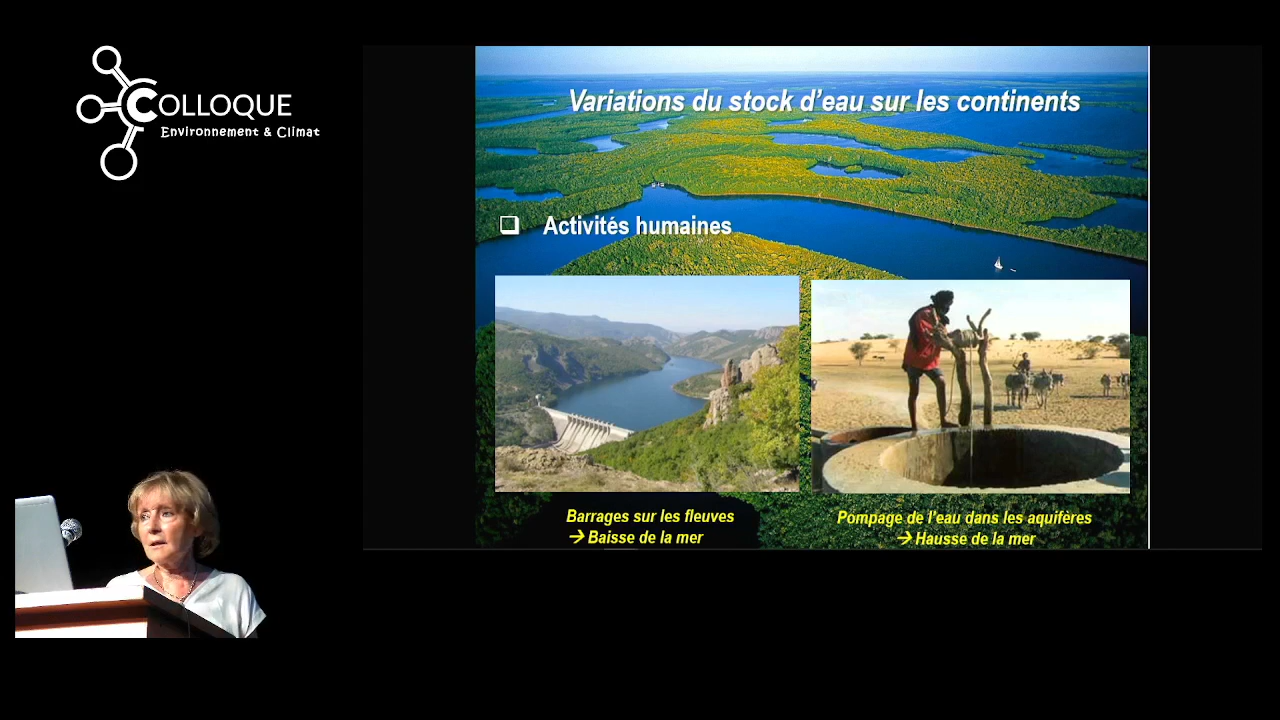 COLLOQUE
Environnement & Climat
Variations du stock d'eau sur les continents
❑ Activités humaines
Barrages sur les fleuves
→ Baisse de la mer
Pompage de l'eau dans les aquifères
→ Hausse de la mer